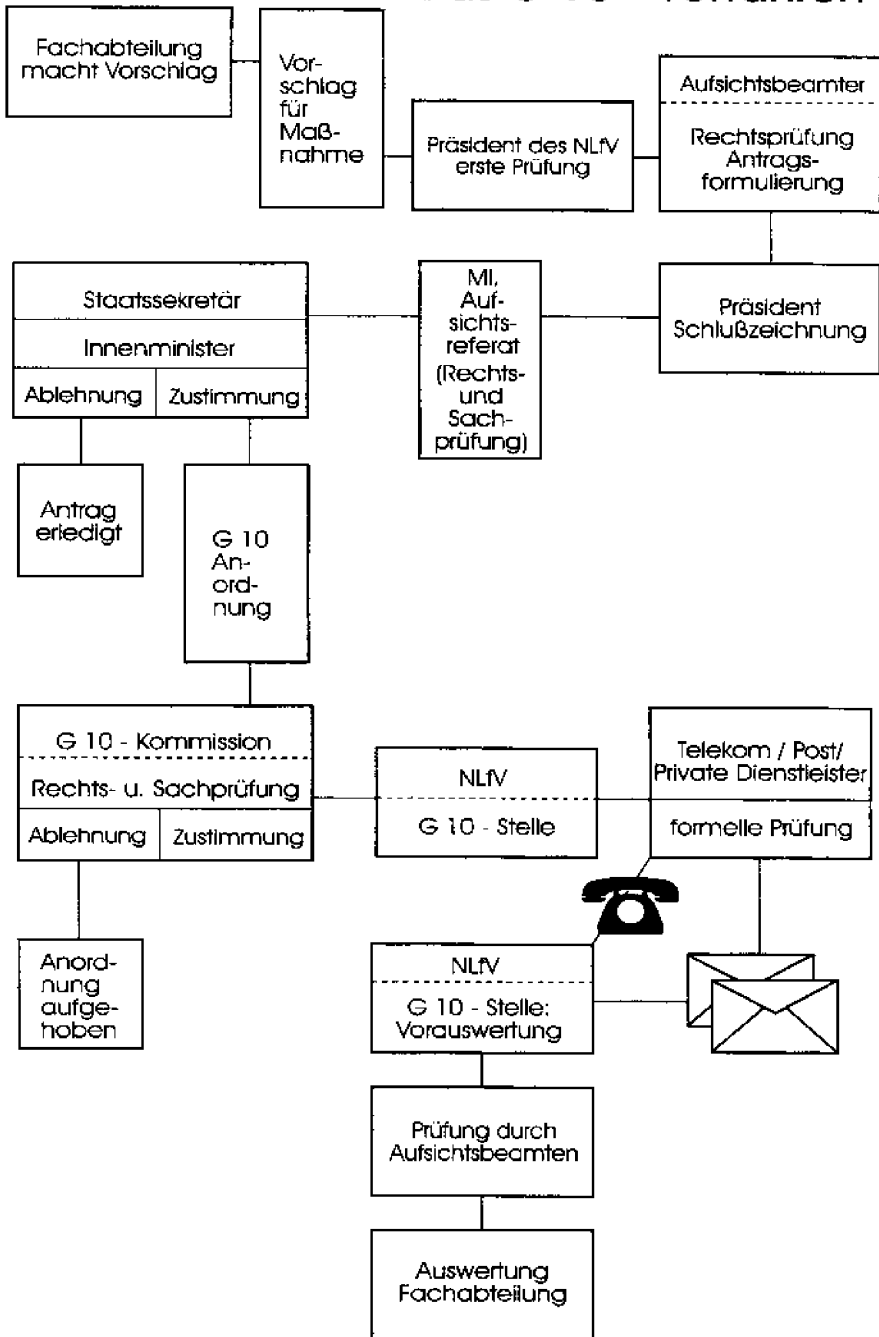 Fachabteilung
macht Vorschlag
Vor-
schlag
für
Maß-
nahme
Präsident des NLfV
erste Prüfung
Aufsichtsbeamter
Rechtsprüfung
Antrags-
formulierung
Präsident
Schlußzeichnung
MI,
Auf-
sichts-
referat
(Rechts-
und
Sach-
prüfung)
Staatssekretär
Innenminister
Ablehnung
Zustimmung
Antrag
erledigt
G 10
An-
ord-
nung
G 10 - Kommission
Rechts- u. Sachprüfung
Ablehnung
Zustimmung
Anord-
nung
aufge-
hoben
NLfV
G 10 - Stelle
Telekom / Post/
Private Dienstleister
formelle Prüfung
NLfV
G 10 - Stelle:
Vorauswertung
Prüfung durch
Aufsichtsbeamten
Auswertung
Fachabteilung